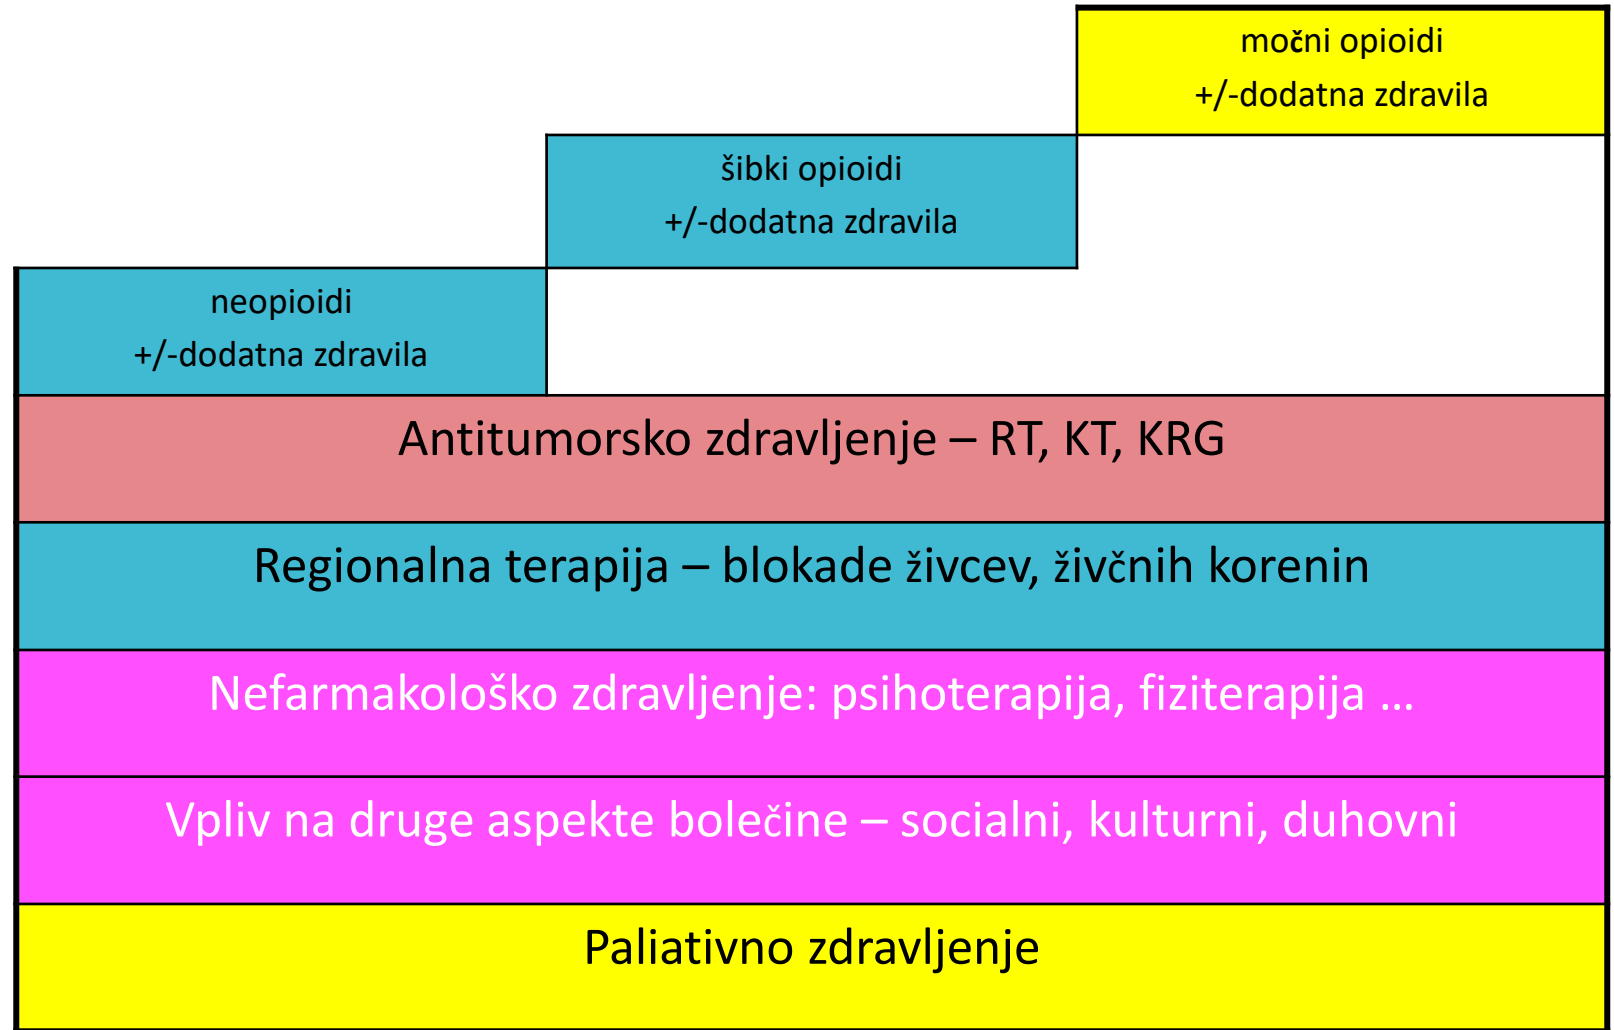 močni opioidi
+/-dodatna zdravila
šibki opioidi
+/-dodatna zdravila
neopioidi
+/-dodatna zdravila
Antitumorsko zdravljenje – RT, KT, KRG
Regionalna terapija – blokade živcev, živčnih korenin
Nefarmakološko zdravljenje: psihoterapija, fiziterapija …
Vpliv na druge aspekte bolečine – socialni, kulturni, duhovni
Paliativno zdravljenje